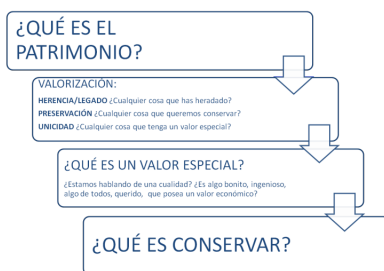 ¿QUÉ ES EL
PATRIMONIO?
VALORIZACIÓN:
HERENCIA/LEGADO ¿Cualquier cosa que has heradado?
PRESERVACIÓN ¿Cualquier cosa que queremos conservar?
UNICIDAD ¿Cualquier cosa que tenga un valor especial?
¿QUÉ ES UN VALOR ESPECIAL?
¿Estamos hablando de una cualidad? ¿Es algo bonito, ingenioso,
algo de todos, querido, que posea un valor económico?
¿QUÉ ES CONSERVAR?